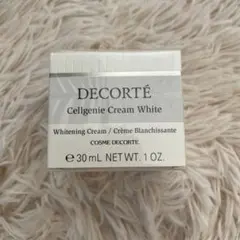 DECORTÉ
Cellgenie Cream White
Whitening Cream / Crème Blanchissante
COSME DECORTE
℮ 30 mL NET WT. 1 OZ.